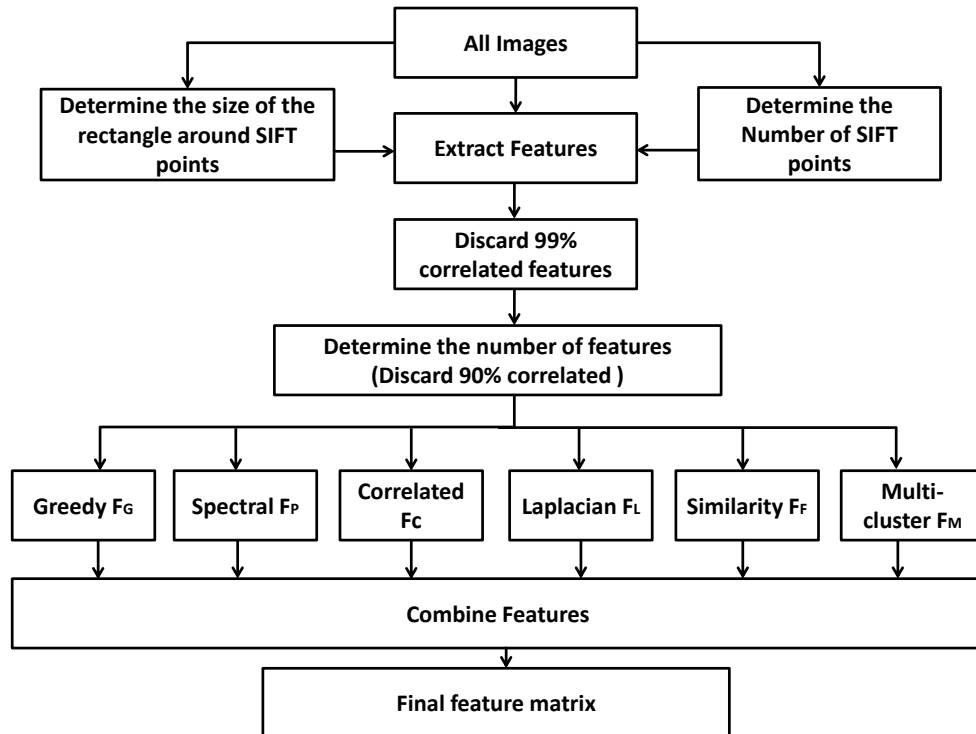 All Images
Determine the size of the
rectangle around SIFT
points
Extract Features
Determine the
Number of SIFT
points
Discard 99%
correlated features
Determine the number of features
(Discard 90% correlated )
Greedy FG
Spectral FP
Correlated
Fc
Laplacian FL
Similarity FF
Multi-
cluster FM
Combine Features
Final feature matrix